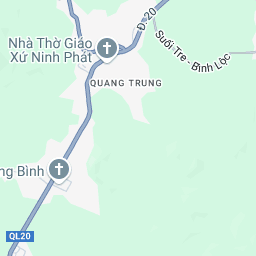 Đ. 20
Nhà Thờ Giáo
Xứ Ninh Phát
Suối Tre - Bình Lộc
QUANG TRUNG
ng Bình
QL20